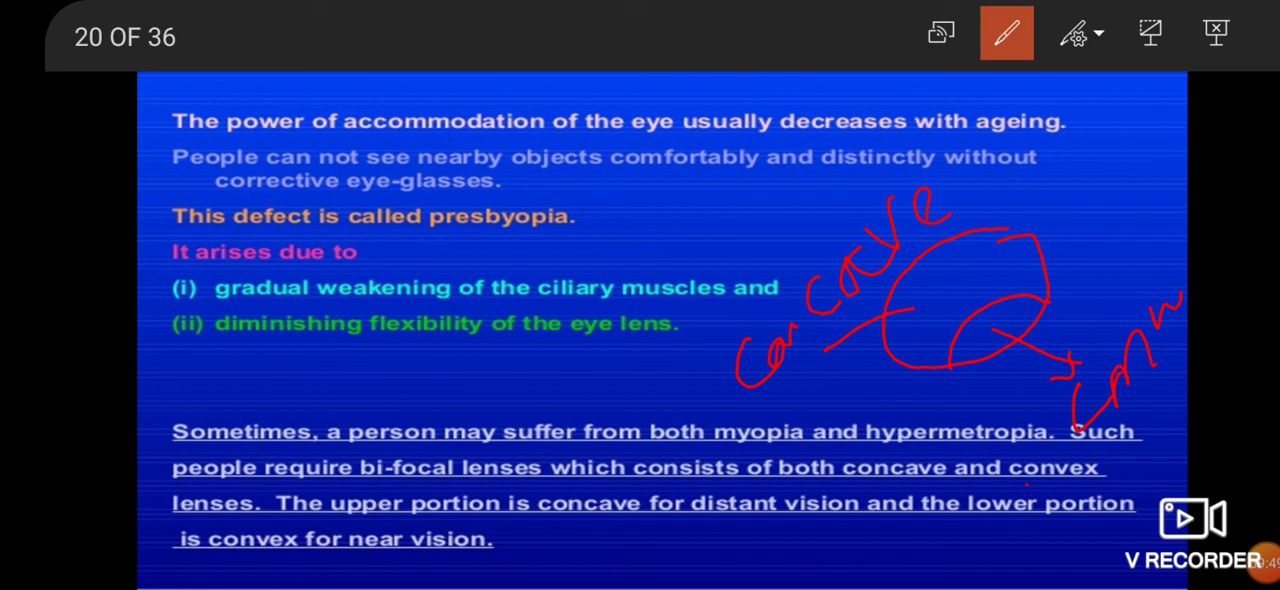 20 OF 36
The power of accommodation of the eye usually decreases with ageing.
People can not see nearby objects comfortably and distinctly without
corrective eye-glasses.
This defect is called presbyopia.
It arises due to
(i) gradual weakening of the ciliary muscles and
(ii) diminishing flexibility of the eye lens.
Concave
Sometimes, a person may suffer from both myopia and hypermetropia. Such
people require bi-focal lenses which consists of both concave and convex
lenses. The upper portion is concave for distant vision and the lower portion
is convex for near vision.
V RECORDER